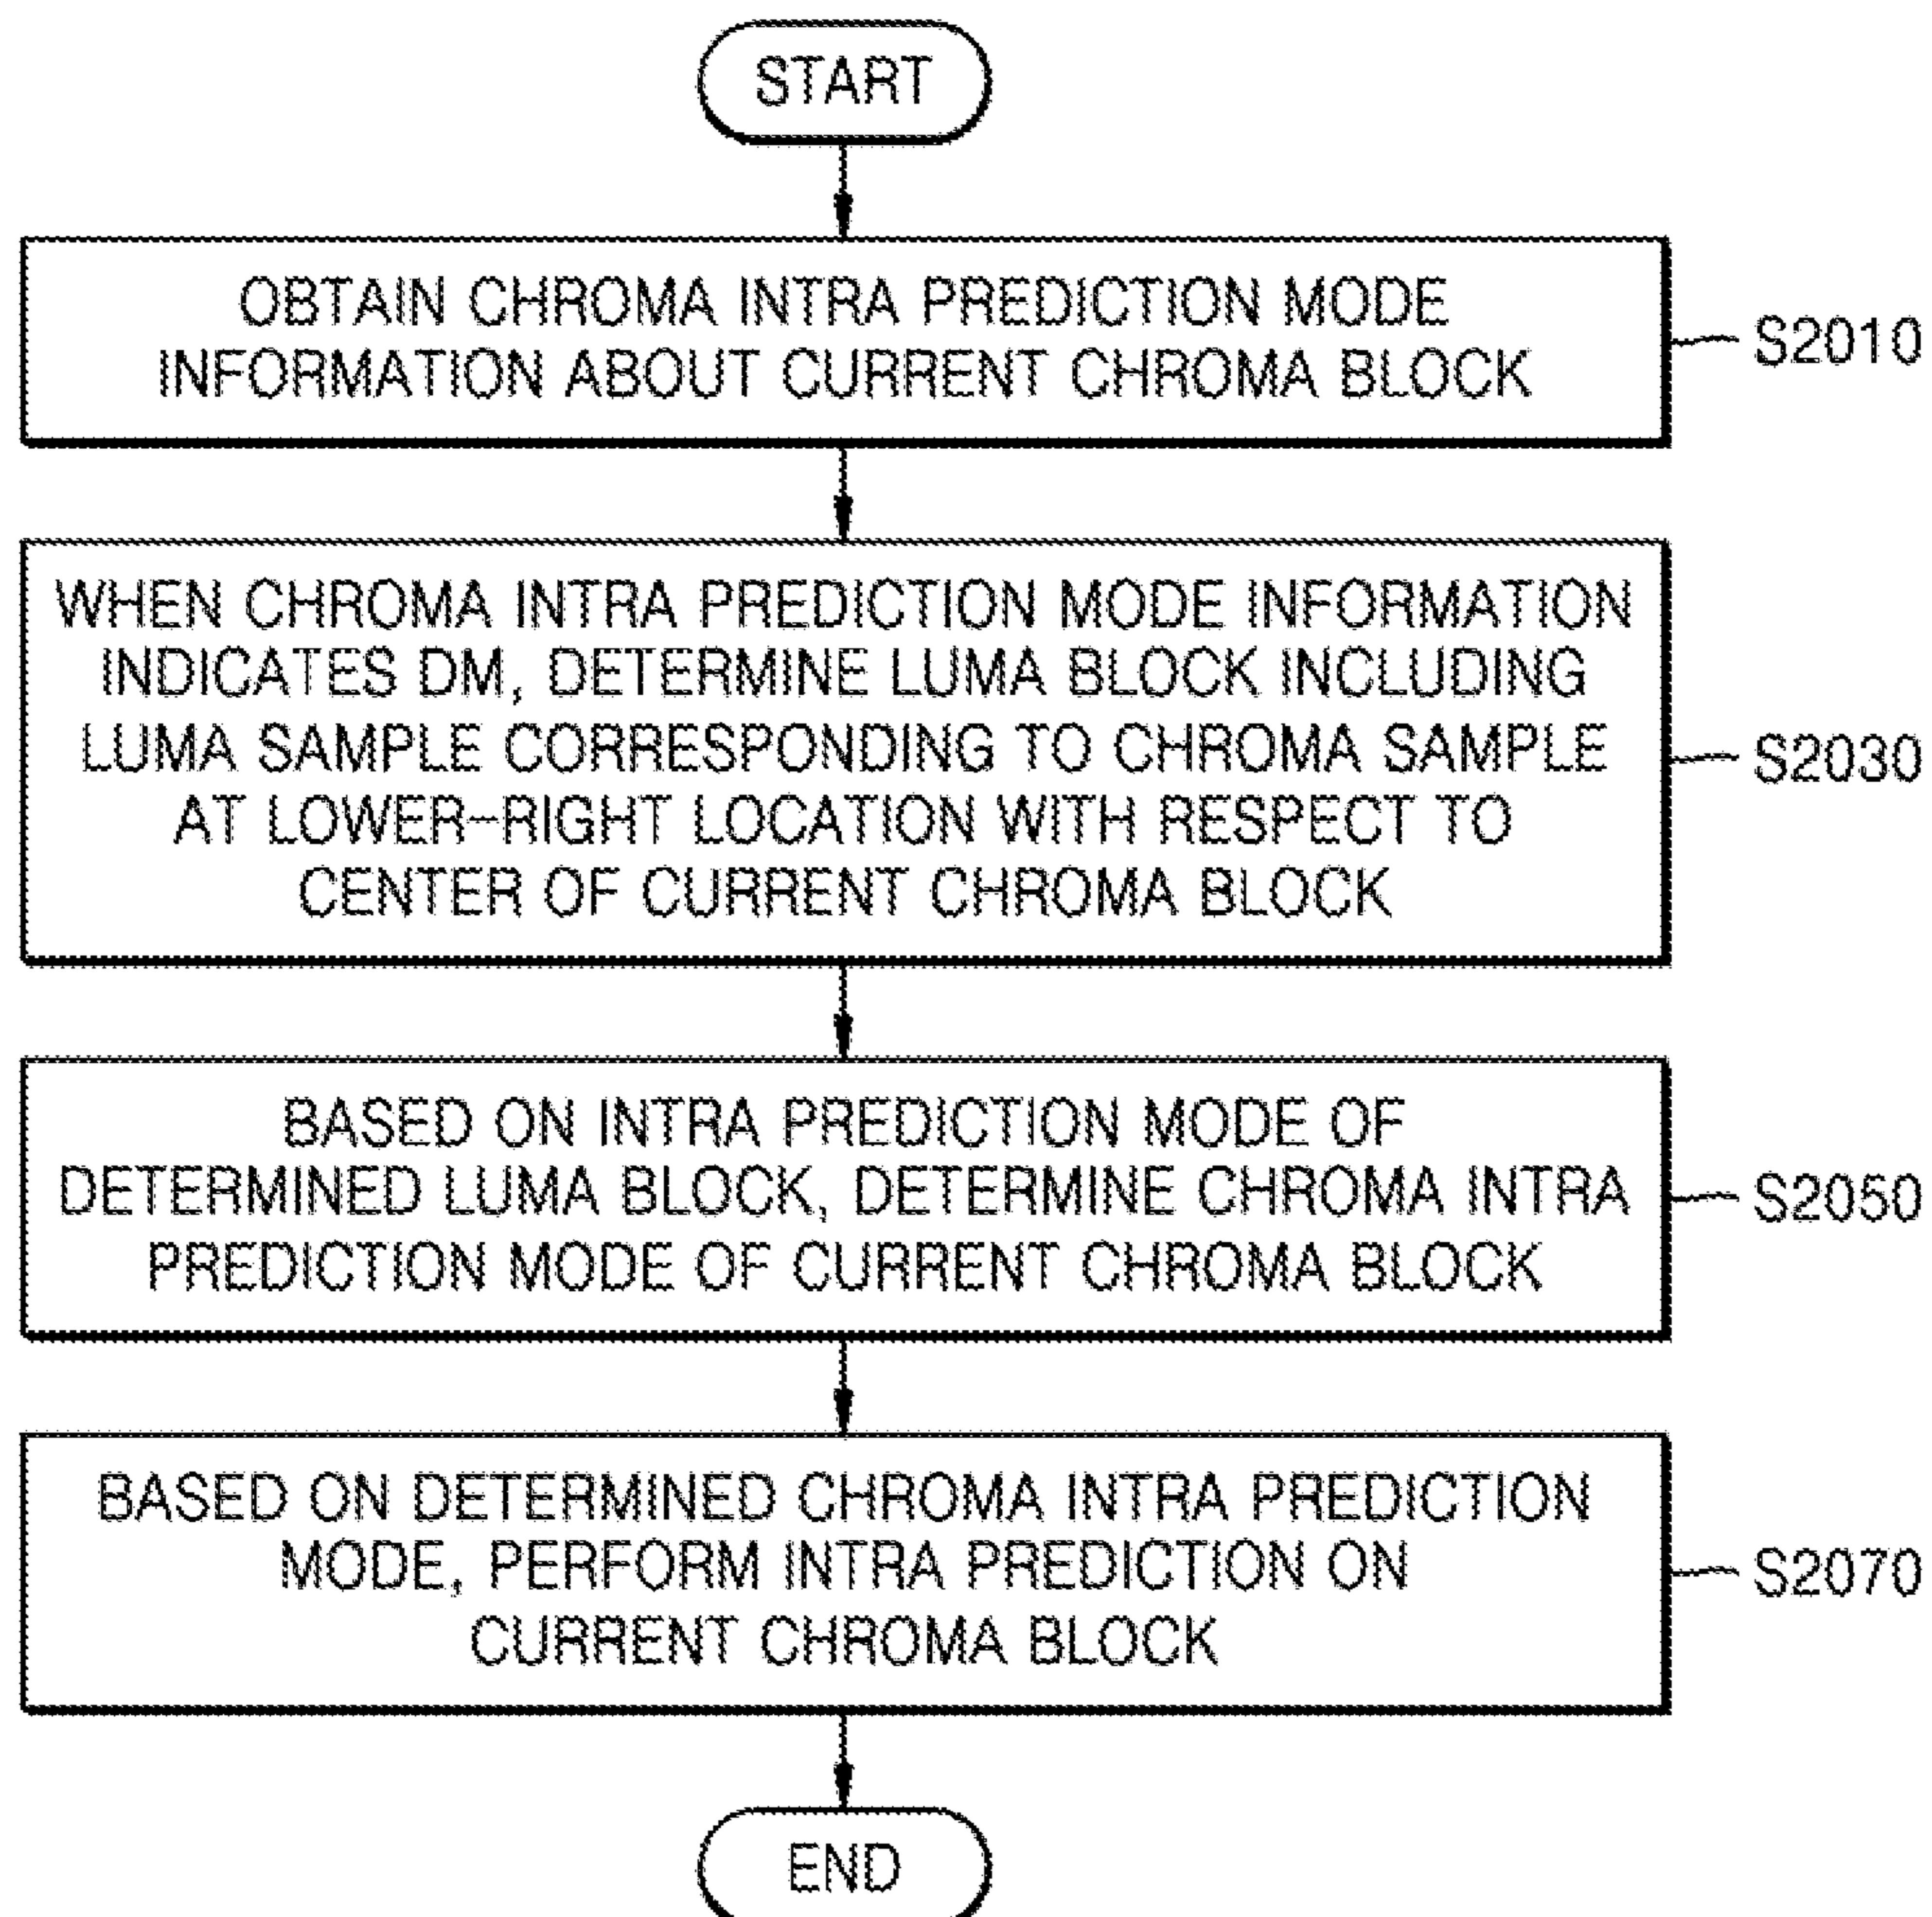 START
OBTAIN CHROMA INTRA PREDICTION MODE
INFORMATION ABOUT CURRENT CHROMA BLOCK
S2010
WHEN CHROMA INTRA PREDICTION MODE INFORMATION
INDICATES DM, DETERMINE LUMA BLOCK INCLUDING
LUMA SAMPLE CORRESPONDING TO CHROMA SAMPLE
AT LOWER-RIGHT LOCATION WITH RESPECT TO
CENTER OF CURRENT CHROMA BLOCK
S2030
BASED ON INTRA PREDICTION MODE OF
DETERMINED LUMA BLOCK, DETERMINE CHROMA INTRA
PREDICTION MODE OF CURRENT CHROMA BLOCK
S2050
BASED ON DETERMINED CHROMA INTRA PREDICTION
MODE, PERFORM INTRA PREDICTION ON
CURRENT CHROMA BLOCK
S2070
END